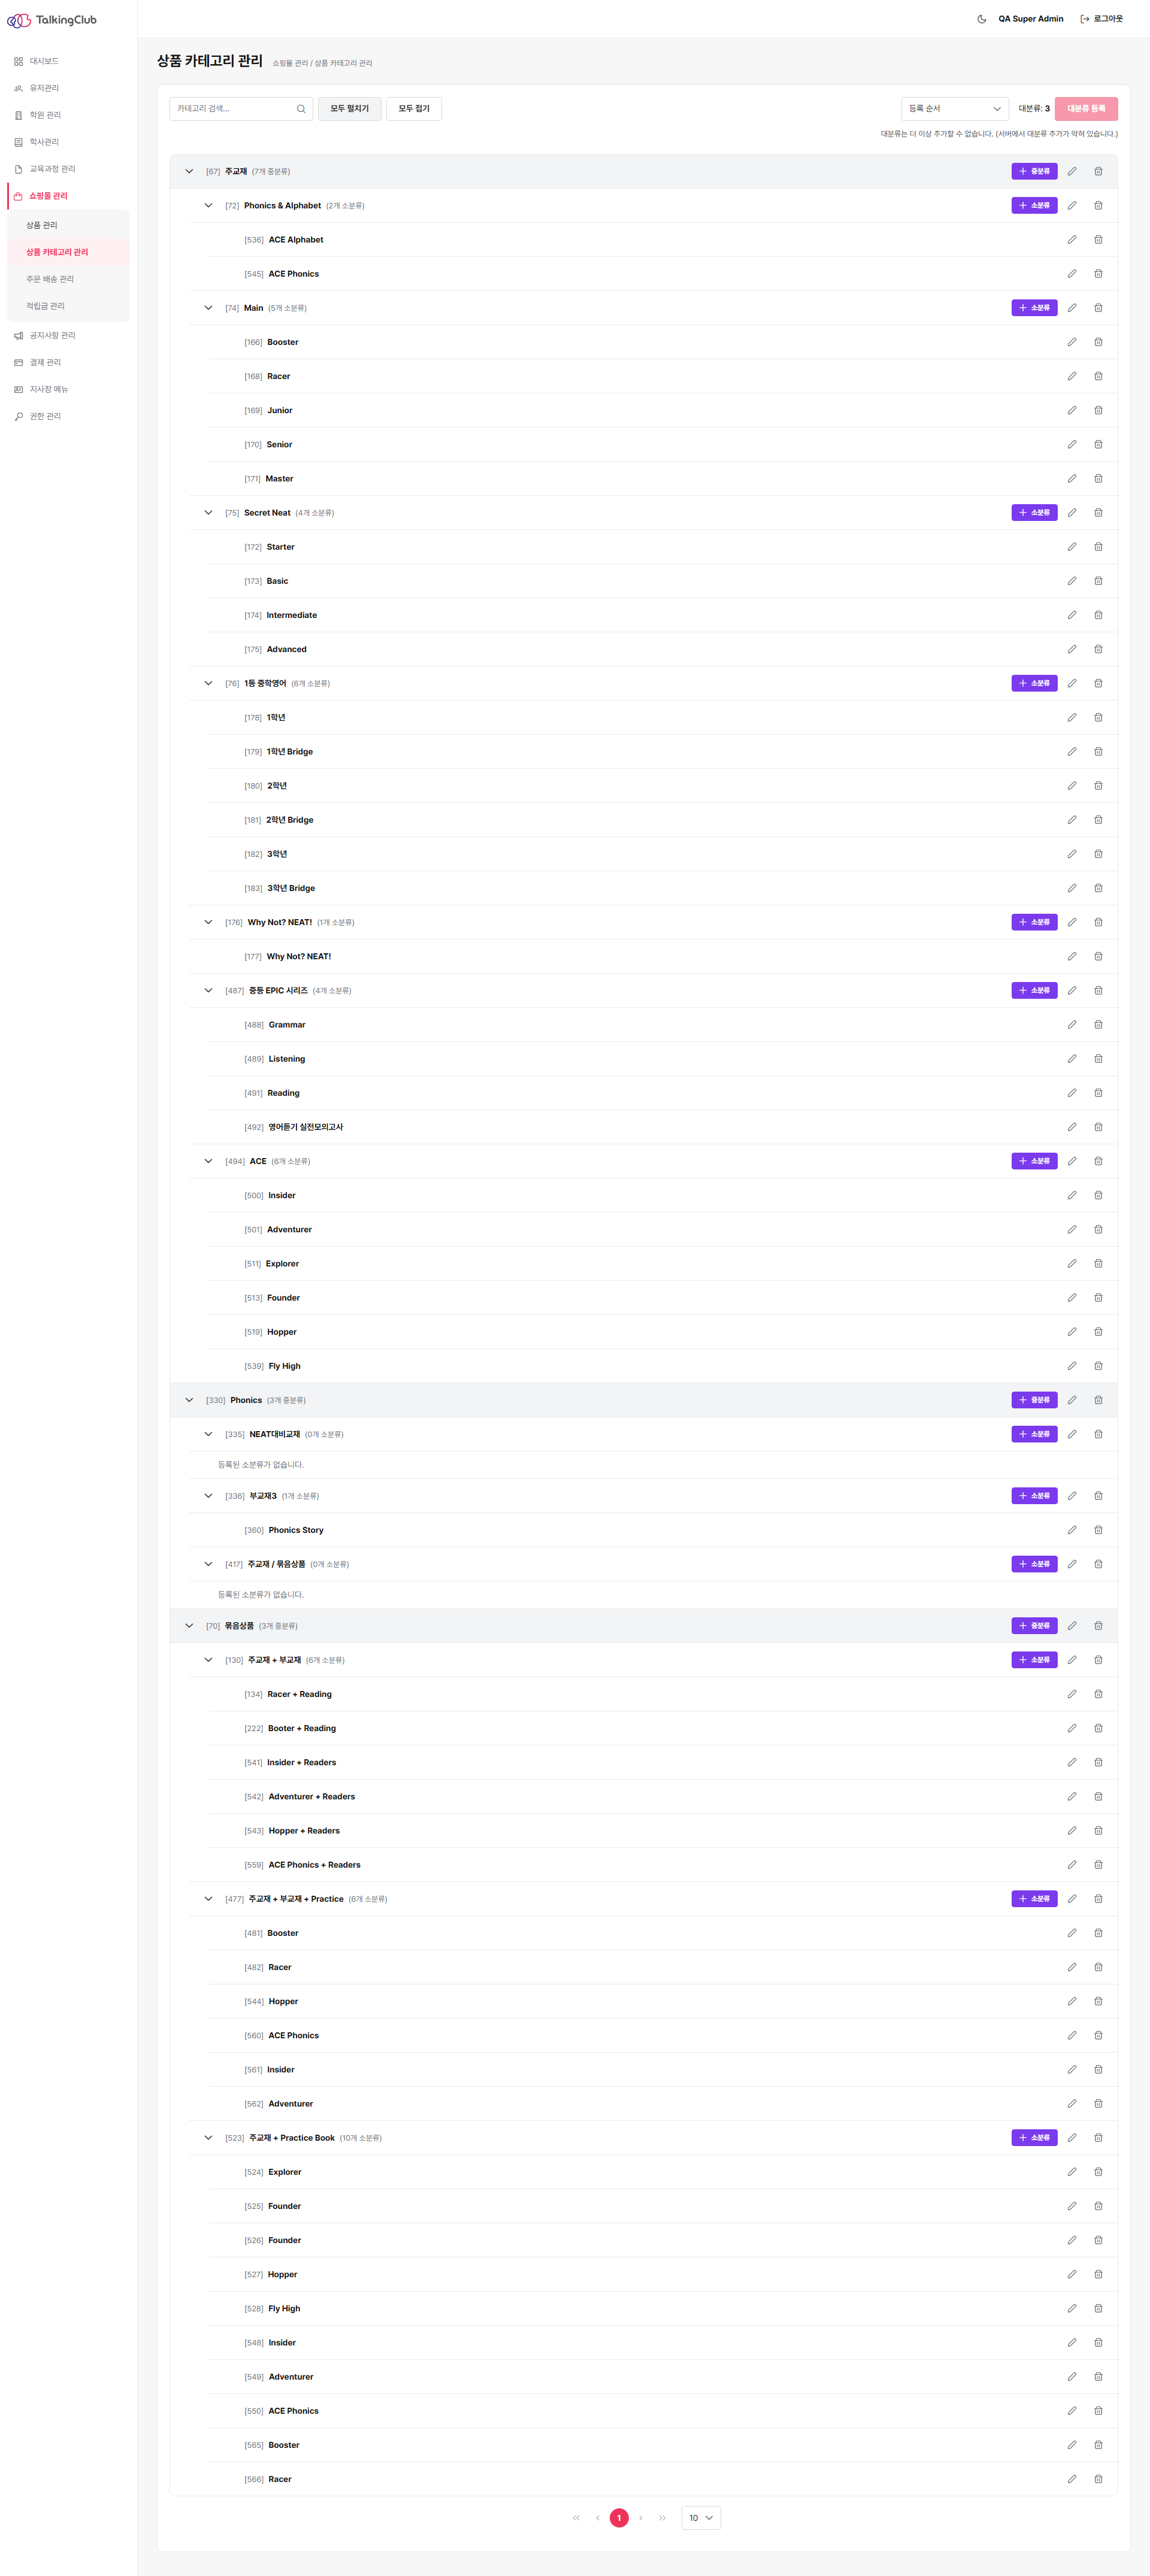 TalkingClub
QA Super Admin
로그아웃
대시보드
유저관리
학원 관리
학사관리
교육과정 관리
쇼핑몰 관리
상품 관리
상품 카테고리 관리
주문 배송 관리
적립금 관리
공지사항 관리
결제 관리
지사장 메뉴
권한 관리
상품 카테고리 관리 쇼핑몰 관리 / 상품 카테고리 관리
카테고리 검색... 모두 펼치기 모두 접기 등록 순서 대분류: 3 대분류 등록
대분류는 더 이상 추가할 수 없습니다. (서버에서 대분류 추가가 막혀 있습니다.)
[67] 주교재 (7개 중분류) + 중분류
[72] Phonics & Alphabet (2개 소분류) + 소분류
[536] ACE Alphabet
[545] ACE Phonics
[74] Main (5개 소분류) + 소분류
[166] Booster
[168] Racer
[169] Junior
[170] Senior
[171] Master
[75] Secret Neat (4개 소분류) + 소분류
[172] Starter
[173] Basic
[174] Intermediate
[175] Advanced
[76] 1등 중학영어 (6개 소분류) + 소분류
[178] 1학년
[179] 1학년 Bridge
[180] 2학년
[181] 2학년 Bridge
[182] 3학년
[183] 3학년 Bridge
[176] Why Not? NEAT! (1개 소분류) + 소분류
[177] Why Not? NEAT!
[487] 중등 EPIC 시리즈 (4개 소분류) + 소분류
[488] Grammar
[489] Listening
[491] Reading
[492] 영어듣기 실전모의고사
[494] ACE (6개 소분류) + 소분류
[500] Insider
[501] Adventurer
[511] Explorer
[513] Founder
[519] Hopper
[539] Fly High
[330] Phonics (3개 중분류) + 중분류
[335] NEAT대비교재 (0개 소분류) + 소분류
등록된 소분류가 없습니다.
[336] 부교재3 (1개 소분류) + 소분류
[360] Phonics Story
[417] 주교재 / 묶음상품 (0개 소분류) + 소분류
등록된 소분류가 없습니다.
[70] 묶음상품 (3개 중분류) + 중분류
[130] 주교재 + 부교재 (6개 소분류) + 소분류
[134] Racer + Reading
[222] Booter + Reading
[541] Insider + Readers
[542] Adventurer + Readers
[543] Hopper + Readers
[559] ACE Phonics + Readers
[477] 주교재 + 부교재 + Practice (6개 소분류) + 소분류
[481] Booster
[482] Racer
[544] Hopper
[560] ACE Phonics
[561] Insider
[562] Adventurer
[523] 주교재 + Practice Book (10개 소분류) + 소분류
[524] Explorer
[525] Founder
[526] Founder
[527] Hopper
[528] Fly High
[548] Insider
[549] Adventurer
[550] ACE Phonics
[565] Booster
[566] Racer
1 10